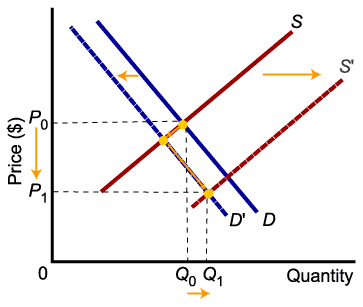 S
S'
P0
Price ($)
P1
D' D
0
Q0 Q1 Quantity